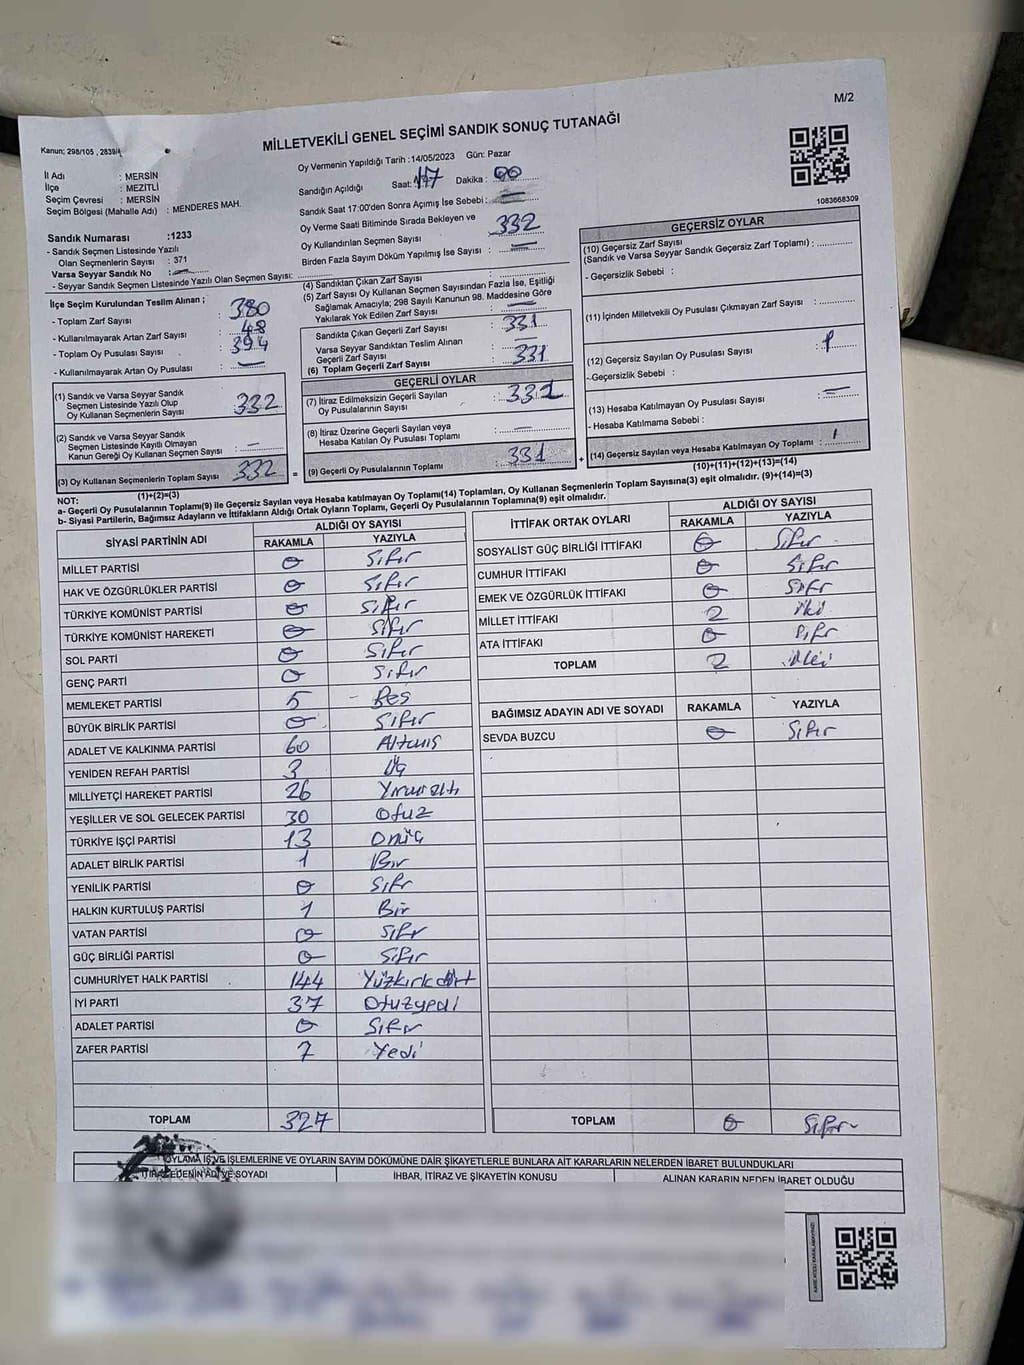 M/2
MİLLETVEKİLİ GENEL SEÇİMİ SANDIK SONUÇ TUTANAĞI
Kanun: 298/105 , 2839/4
Oy Vermenin Yapıldığı Tarih :14/05/2023 Gün: Pazar
İl Adı : MERSİN
İlçe : MEZİTLİ
Seçim Çevresi : MERSİN
Seçim Bölgesi (Mahalle Adı) : MENDERES MAH.
Sandık Numarası :1233
- Sandık Seçmen Listesinde Yazılı
Olan Seçmenlerin Sayısı : 371
Varsa Seyyar Sandık No :
- Seyyar Sandık Seçmen Listesinde Yazılı Olan Seçmen Sayısı:
Sandığın Açıldığı Saat: 17 Dakika : 00
Sandık Saat 17:00'den Sonra Açımış İse Sebebi :
Oy Verme Saati Bitiminde Sırada Bekleyen ve
Oy Kullandırılan Seçmen Sayısı : 332
Birden Fazla Sayım Döküm Yapılmış İse Sayısı :
1083668309
İlçe Seçim Kurulundan Teslim Alınan ;
- Toplam Zarf Sayısı : 380
- Kullanılmayarak Artan Zarf Sayısı : 48
- Toplam Oy Pusulası Sayısı : 394
- Kullanılmayarak Artan Oy Pusulası :
(1) Sandık ve Varsa Seyyar Sandık
Seçmen Listesinde Yazılı Olup
Oy Kullanan Seçmenlerin Sayısı 332
(2) Sandık ve Varsa Seyyar Sandık
Seçmen Listesinde Kayıtlı Olmayan
Kanun Gereği Oy Kullanan Seçmen Sayısı : –
(3) Oy Kullanan Seçmenlerin Toplam Sayısı 332 =
(1)+(2)=(3)
(4) Sandıktan Çıkan Zarf Sayısı :
(5) Zarf Sayısı Oy Kullanan Seçmen Sayısından Fazla İse, Eşitliği
Sağlamak Amacıyla; 298 Sayılı Kanunun 98. Maddesine Göre
Yakılarak Yok Edilen Zarf Sayısı : –
Sandıkta Çıkan Geçerli Zarf Sayısı : 331
Varsa Seyyar Sandıktan Teslim Alınan
Geçerli Zarf Sayısı : –
(6) Toplam Geçerli Zarf Sayısı : 331
GEÇERLİ OYLAR
(7) İtiraz Edilmeksizin Geçerli Sayılan
Oy Pusulalarının Sayısı : 331
(8) İtiraz Üzerine Geçerli Sayılan veya
Hesaba Katılan Oy Pusulası Toplamı : –
(9) Geçerli Oy Pusulalarının Toplamı : 331 +
GEÇERSİZ OYLAR
(10) Geçersiz Zarf Sayısı
(Sandık ve Varsa Seyyar Sandık Geçersiz Zarf Toplamı) :
- Geçersizlik Sebebi :
(11) İçinden Milletvekili Oy Pusulası Çıkmayan Zarf Sayısı :
(12) Geçersiz Sayılan Oy Pusulası Sayısı : 1
-Geçersizlik Sebebi :
(13) Hesaba Katılmayan Oy Pusulası Sayısı : –
- Hesaba Katılmama Sebebi :
(14) Geçersiz Sayılan veya Hesaba Katılmayan Oy Toplamı : 1
(10)+(11)+(12)+(13)=(14)
NOT:
a- Geçerli Oy Pusulalarının Toplamı(9) ile Geçersiz Sayılan veya Hesaba katılmayan Oy Toplamı(14) Toplamları, Oy Kullanan Seçmenlerin Toplam Sayısına(3) eşit olmalıdır. (9)+(14)=(3)
b- Siyasi Partilerin, Bağımsız Adayların ve İttifakların Aldığı Ortak Oyların Toplamı, Geçerli Oy Pusulalarının Toplamına(9) eşit olmalıdır.
SİYASİ PARTİNİN ADI ALDIĞI OY SAYISI
RAKAMLA YAZIYLA
MİLLET PARTİSİ 0 Sıfır
HAK VE ÖZGÜRLÜKLER PARTİSİ 0 Sıfır
TÜRKİYE KOMÜNİST PARTİSİ 0 Sıfır
TÜRKİYE KOMÜNİST HAREKETİ 0 Sıfır
SOL PARTİ 0 Sıfır
GENÇ PARTİ 0 Sıfır
MEMLEKET PARTİSİ 5 – Beş
BÜYÜK BİRLİK PARTİSİ 0 Sıfır
ADALET VE KALKINMA PARTİSİ 60 Altmış
YENİDEN REFAH PARTİSİ 3 Üç
MİLLİYETÇİ HAREKET PARTİSİ 26 Yirmialtı
YEŞİLLER VE SOL GELECEK PARTİSİ 30 Otuz
TÜRKİYE İŞÇİ PARTİSİ 13 Onüç
ADALET BİRLİK PARTİSİ 1 Bir
YENİLİK PARTİSİ 0 Sıfır
HALKIN KURTULUŞ PARTİSİ 1 Bir
VATAN PARTİSİ 0 Sıfır
GÜÇ BİRLİĞİ PARTİSİ 0 Sıfır
CUMHURİYET HALK PARTİSİ 144 Yüzkırkdört
İYİ PARTİ 37 Otuzyedi
ADALET PARTİSİ 0 Sıfır
ZAFER PARTİSİ 7 Yedi
TOPLAM 327
İTTİFAK ORTAK OYLARI ALDIĞI OY SAYISI
RAKAMLA YAZIYLA
SOSYALİST GÜÇ BİRLİĞİ İTTİFAKI 0 Sıfır
CUMHUR İTTİFAKI 0 Sıfır
EMEK VE ÖZGÜRLÜK İTTİFAKI 0 Sıfır
MİLLET İTTİFAKI 2 iki
ATA İTTİFAKI 0 Sıfır
TOPLAM 2 iki
BAĞIMSIZ ADAYIN ADI VE SOYADI RAKAMLA YAZIYLA
SEVDA BUZCU 0 Sıfır
TOPLAM 0 Sıfır
OYLAMA İŞ VE İŞLEMLERİNE VE OYLARIN SAYIM DÖKÜMÜNE DAİR ŞİKAYETLERLE BUNLARA AİT KARARLARIN NELERDEN İBARET BULUNDUKLARI
İTİRAZ EDENİN ADI VE SOYADI İHBAR, İTİRAZ VE ŞİKAYETİN KONUSU ALINAN KARARIN NEDEN İBARET OLDUĞU